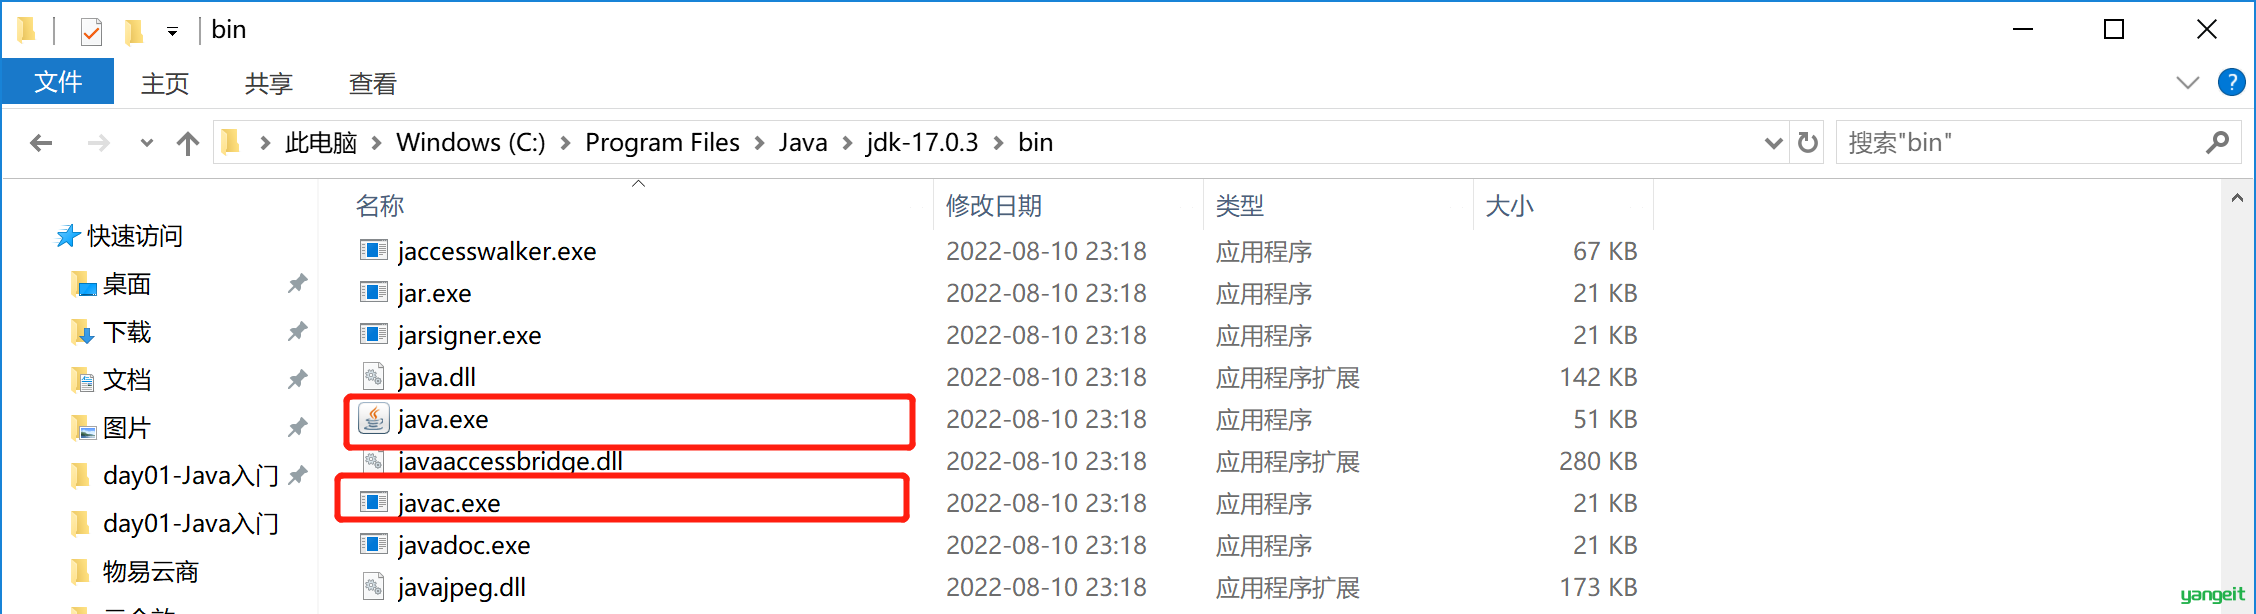 bin
文件 主页 共享 查看
此电脑 Windows (C:) Program Files Java jdk-17.0.3 bin 搜索"bin"
名称 修改日期 类型 大小
快速访问
桌面
下载
文档
图片
day01-Java入门
day01-Java入门
物易云商
jaccesswalker.exe 2022-08-10 23:18 应用程序 67 KB
jar.exe 2022-08-10 23:18 应用程序 21 KB
jarsigner.exe 2022-08-10 23:18 应用程序 21 KB
java.dll 2022-08-10 23:18 应用程序扩展 142 KB
java.exe 2022-08-10 23:18 应用程序 51 KB
javaaccessbridge.dll 2022-08-10 23:18 应用程序扩展 280 KB
javac.exe 2022-08-10 23:18 应用程序 21 KB
javadoc.exe 2022-08-10 23:18 应用程序 21 KB
javajpeg.dll 2022-08-10 23:18 应用程序扩展 173 KB
yangeit